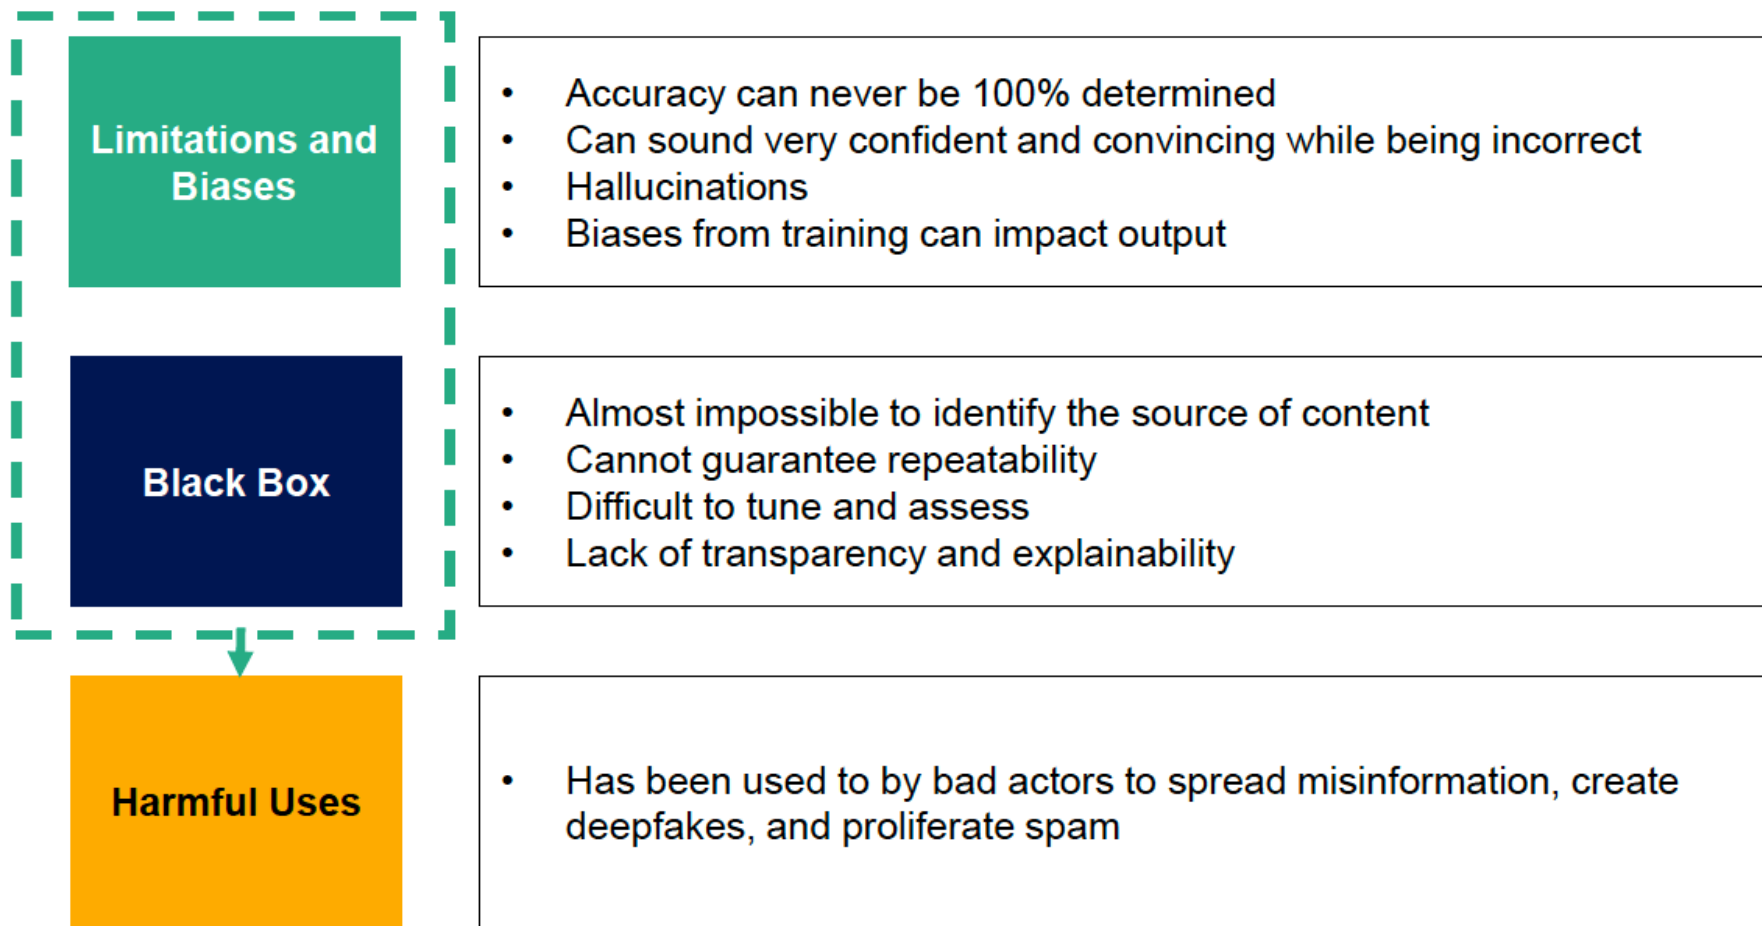 Limitations and
Biases
• Accuracy can never be 100% determined
• Can sound very confident and convincing while being incorrect
• Hallucinations
• Biases from training can impact output
Black Box
• Almost impossible to identify the source of content
• Cannot guarantee repeatability
• Difficult to tune and assess
• Lack of transparency and explainability
Harmful Uses
• Has been used to by bad actors to spread misinformation, create
deepfakes, and proliferate spam